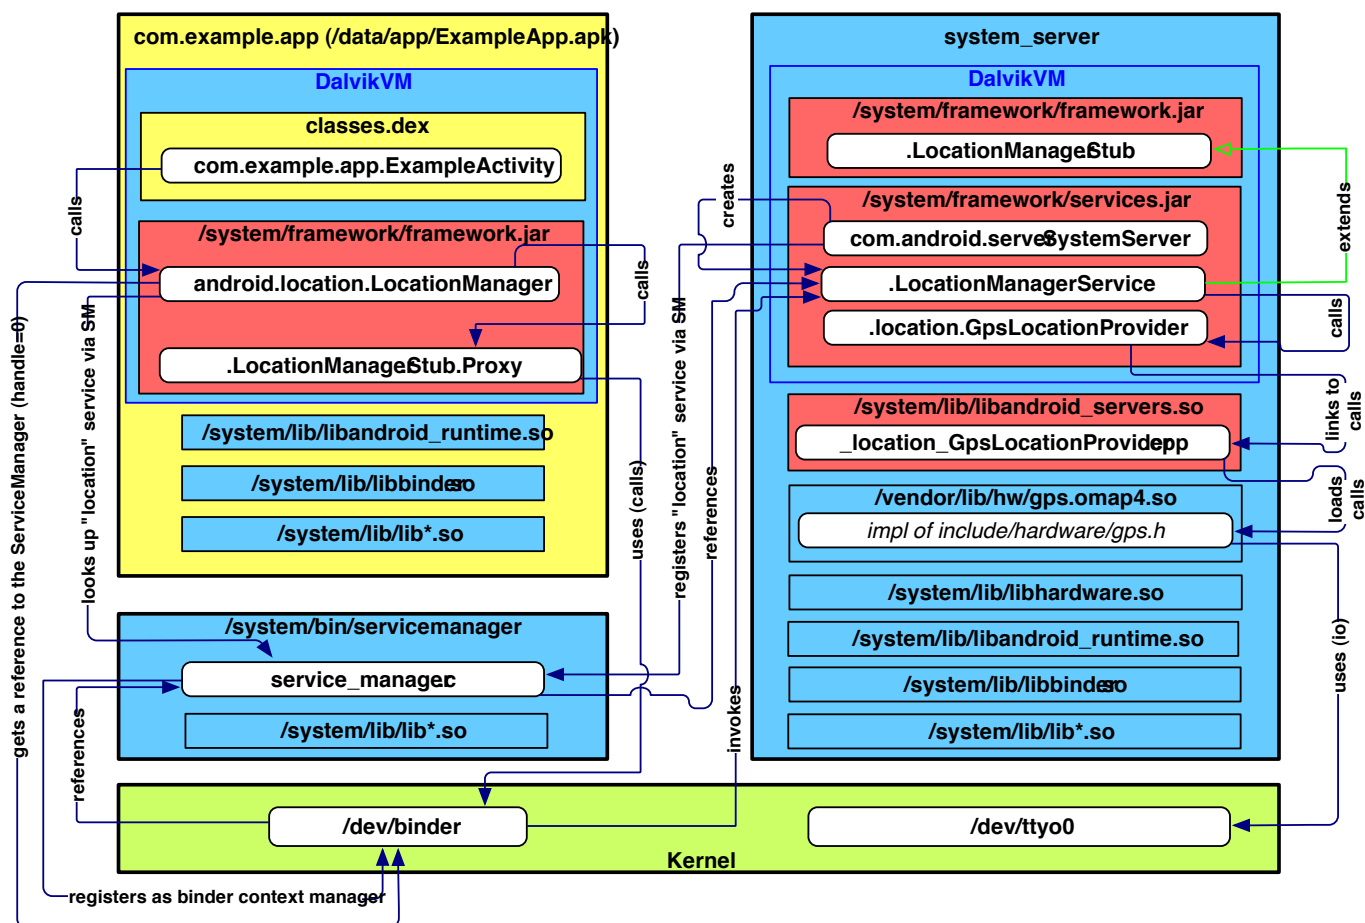 com.example.app (/data/app/ExampleApp.apk)
DalvikVM
classes.dex
com.example.app.ExampleActivity
calls
/system/framework/framework.jar
android.location.LocationManager
calls
.LocationManager.Stub.Proxy
/system/lib/libandroid_runtime.so
/system/lib/libbinder.so
/system/lib/lib*.so
gets a reference to the ServiceManager (handle=0)
looks up "location" service via SM
uses (calls)
registers "location" service via SM
references
creates
invokes
system_server
DalvikVM
/system/framework/framework.jar
.LocationManager.Stub
/system/framework/services.jar
com.android.server.SystemServer
.LocationManagerService
.location.GpsLocationProvider
extends
calls
/system/lib/libandroid_servers.so
_location_GpsLocationProvider.cpp
links to
calls
/vendor/lib/hw/gps.omap4.so
impl of include/hardware/gps.h
loads
calls
/system/lib/libhardware.so
/system/lib/libandroid_runtime.so
/system/lib/libbinder.so
/system/lib/lib*.so
uses (io)
/system/bin/servicemanager
service_manager.c
/system/lib/lib*.so
references
/dev/binder
/dev/ttyo0
Kernel
registers as binder context manager